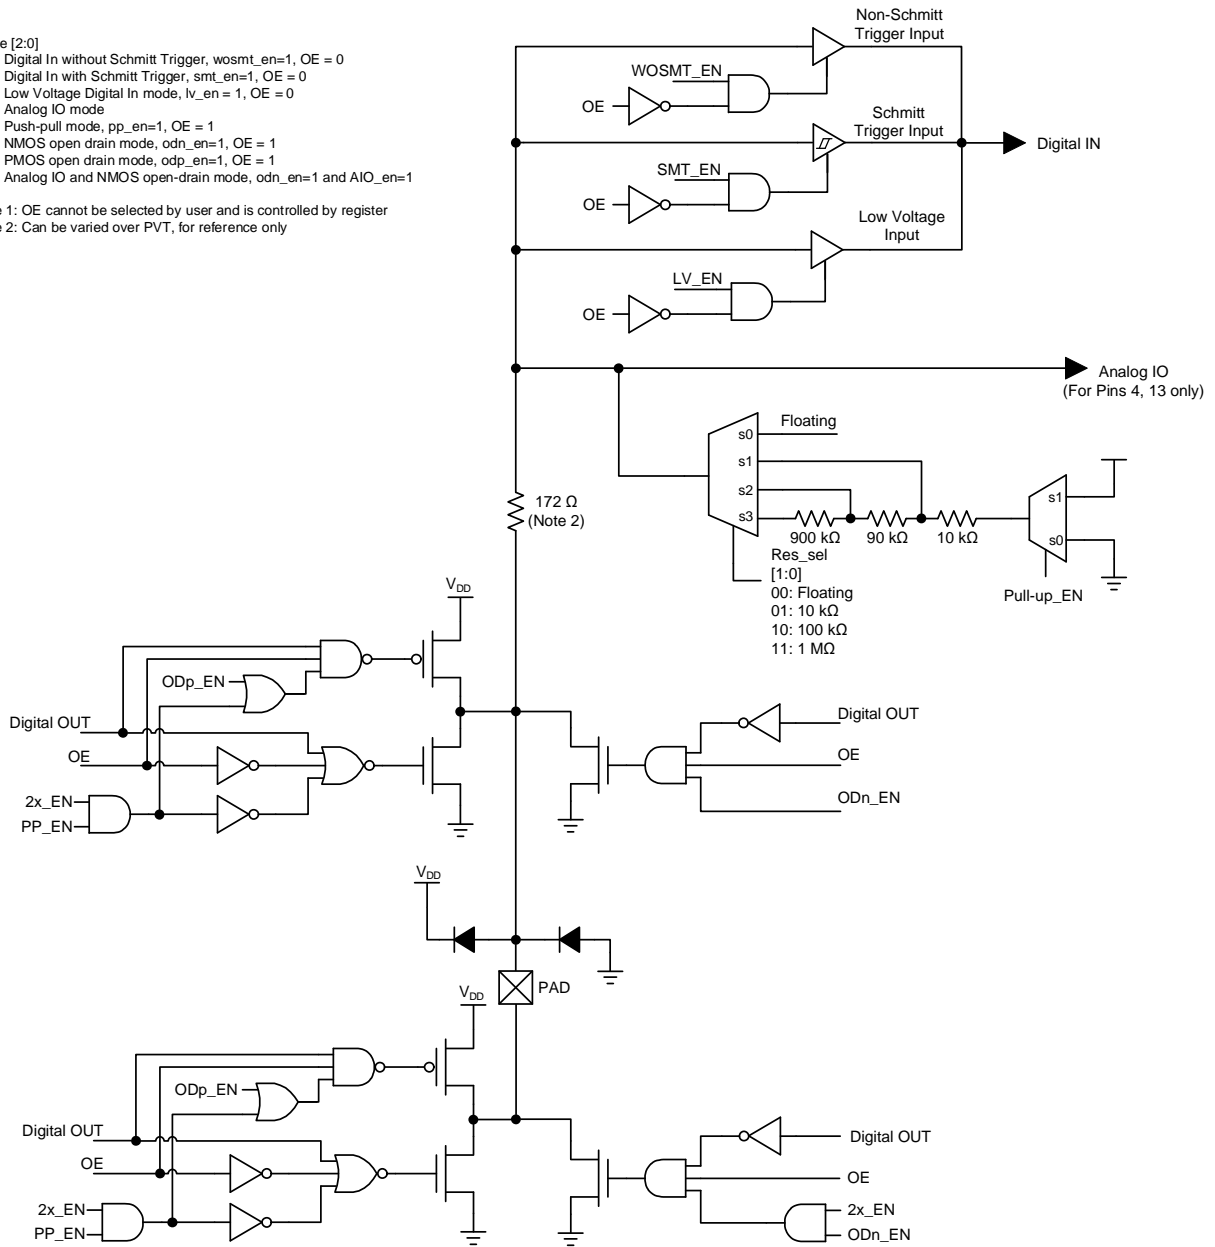 e [2:0]
Digital In without Schmitt Trigger, wosmt_en=1, OE = 0
Digital In with Schmitt Trigger, smt_en=1, OE = 0
Low Voltage Digital In mode, lv_en = 1, OE = 0
Analog IO mode
Push-pull mode, pp_en=1, OE = 1
NMOS open drain mode, odn_en=1, OE = 1
PMOS open drain mode, odp_en=1, OE = 1
Analog IO and NMOS open-drain mode, odn_en=1 and AIO_en=1
e 1: OE cannot be selected by user and is controlled by register
e 2: Can be varied over PVT, for reference only
Non-Schmitt
Trigger Input
WOSMT_EN
OE
Schmitt
Trigger Input
Digital IN
SMT_EN
OE
Low Voltage
Input
LV_EN
OE
Analog IO
(For Pins 4, 13 only)
Floating
s0
s1
s2
s3
900 kΩ
90 kΩ
10 kΩ
s1
s0
Pull-up_EN
Res_sel
[1:0]
00: Floating
01: 10 kΩ
10: 100 kΩ
11: 1 MΩ
172 Ω
(Note 2)
VDD
ODp_EN
Digital OUT
OE
2x_EN
PP_EN
Digital OUT
OE
ODn_EN
VDD
PAD
VDD
ODp_EN
Digital OUT
OE
2x_EN
PP_EN
Digital OUT
OE
2x_EN
ODn_EN